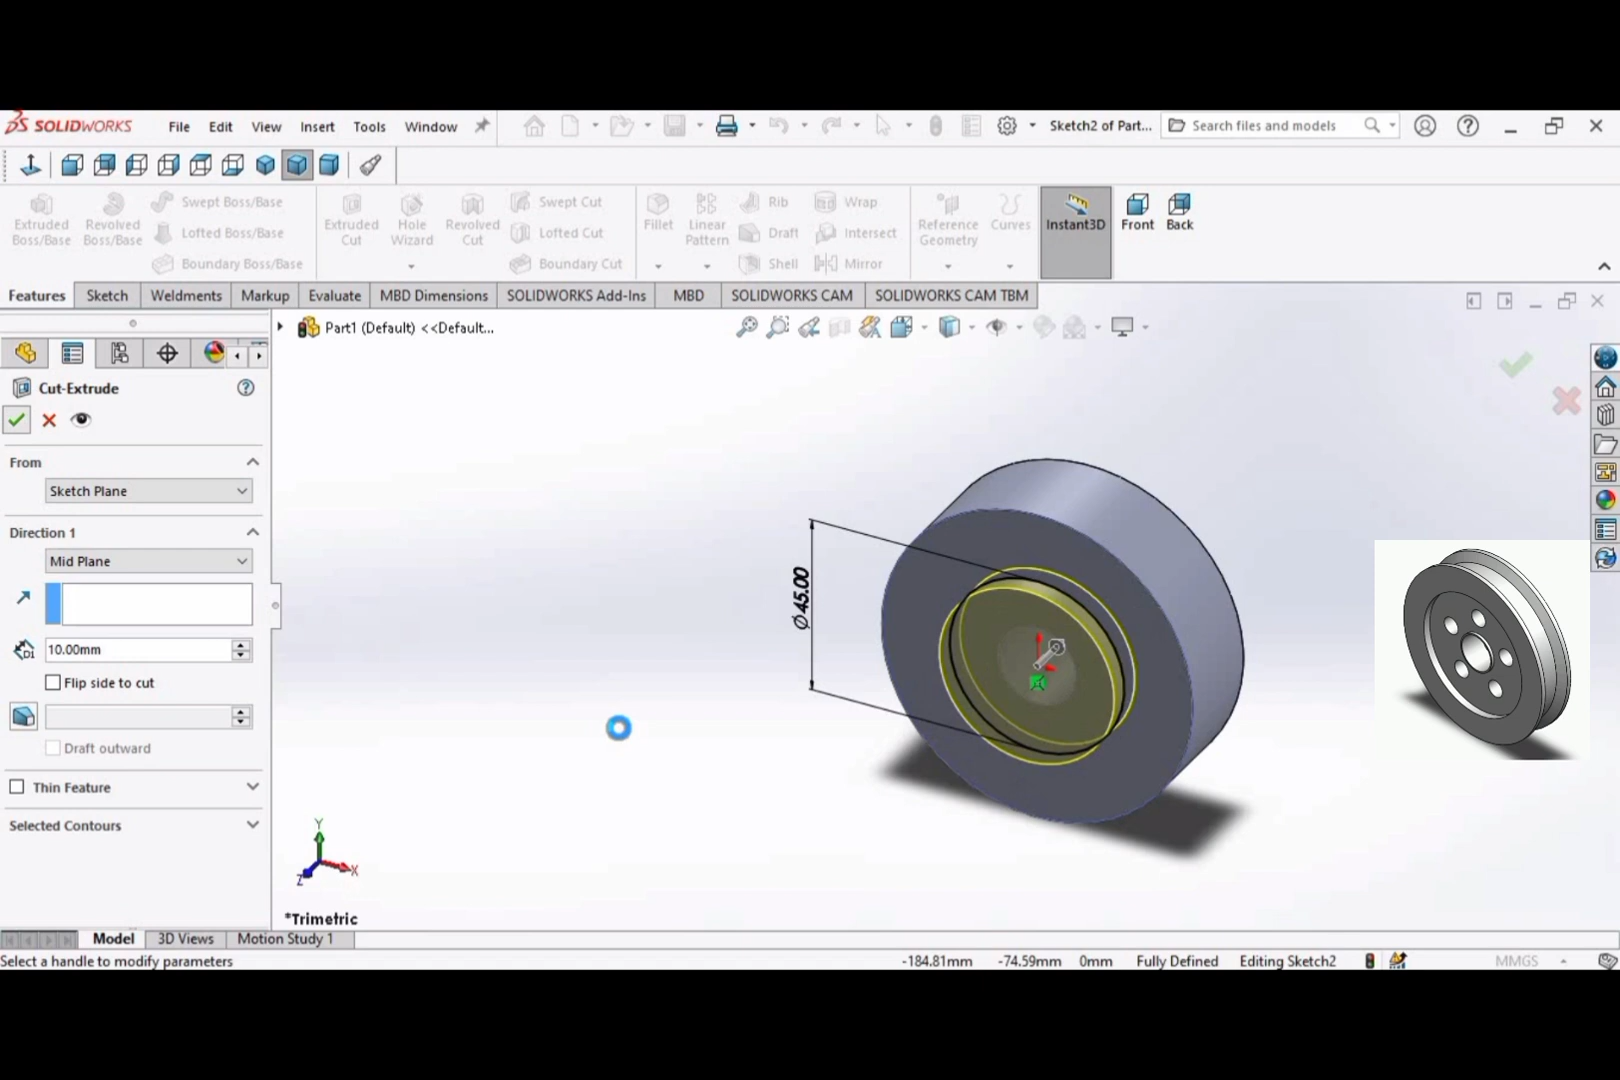 SOLIDWORKS File Edit View Insert Tools Window Sketch2 of Part... Search files and models
Extruded Boss/Base
Revolved Boss/Base
Swept Boss/Base
Lofted Boss/Base
Boundary Boss/Base
Extruded Cut
Hole Wizard
Revolved Cut
Swept Cut
Lofted Cut
Boundary Cut
Fillet
Linear Pattern
Rib
Draft
Shell
Wrap
Intersect
Mirror
Reference Geometry
Curves
Instant3D
Front
Back
Features Sketch Weldments Markup Evaluate MBD Dimensions SOLIDWORKS Add-Ins MBD SOLIDWORKS CAM SOLIDWORKS CAM TBM
Part1 (Default) <<Default...
Cut-Extrude
From
Sketch Plane
Direction 1
Mid Plane
D1
10.00mm
Flip side to cut
Draft outward
Thin Feature
Selected Contours
Ø45.00
Y
X
Z
*Trimetric
Model 3D Views Motion Study 1
Select a handle to modify parameters -184.81mm -74.59mm 0mm Fully Defined Editing Sketch2 MMGS